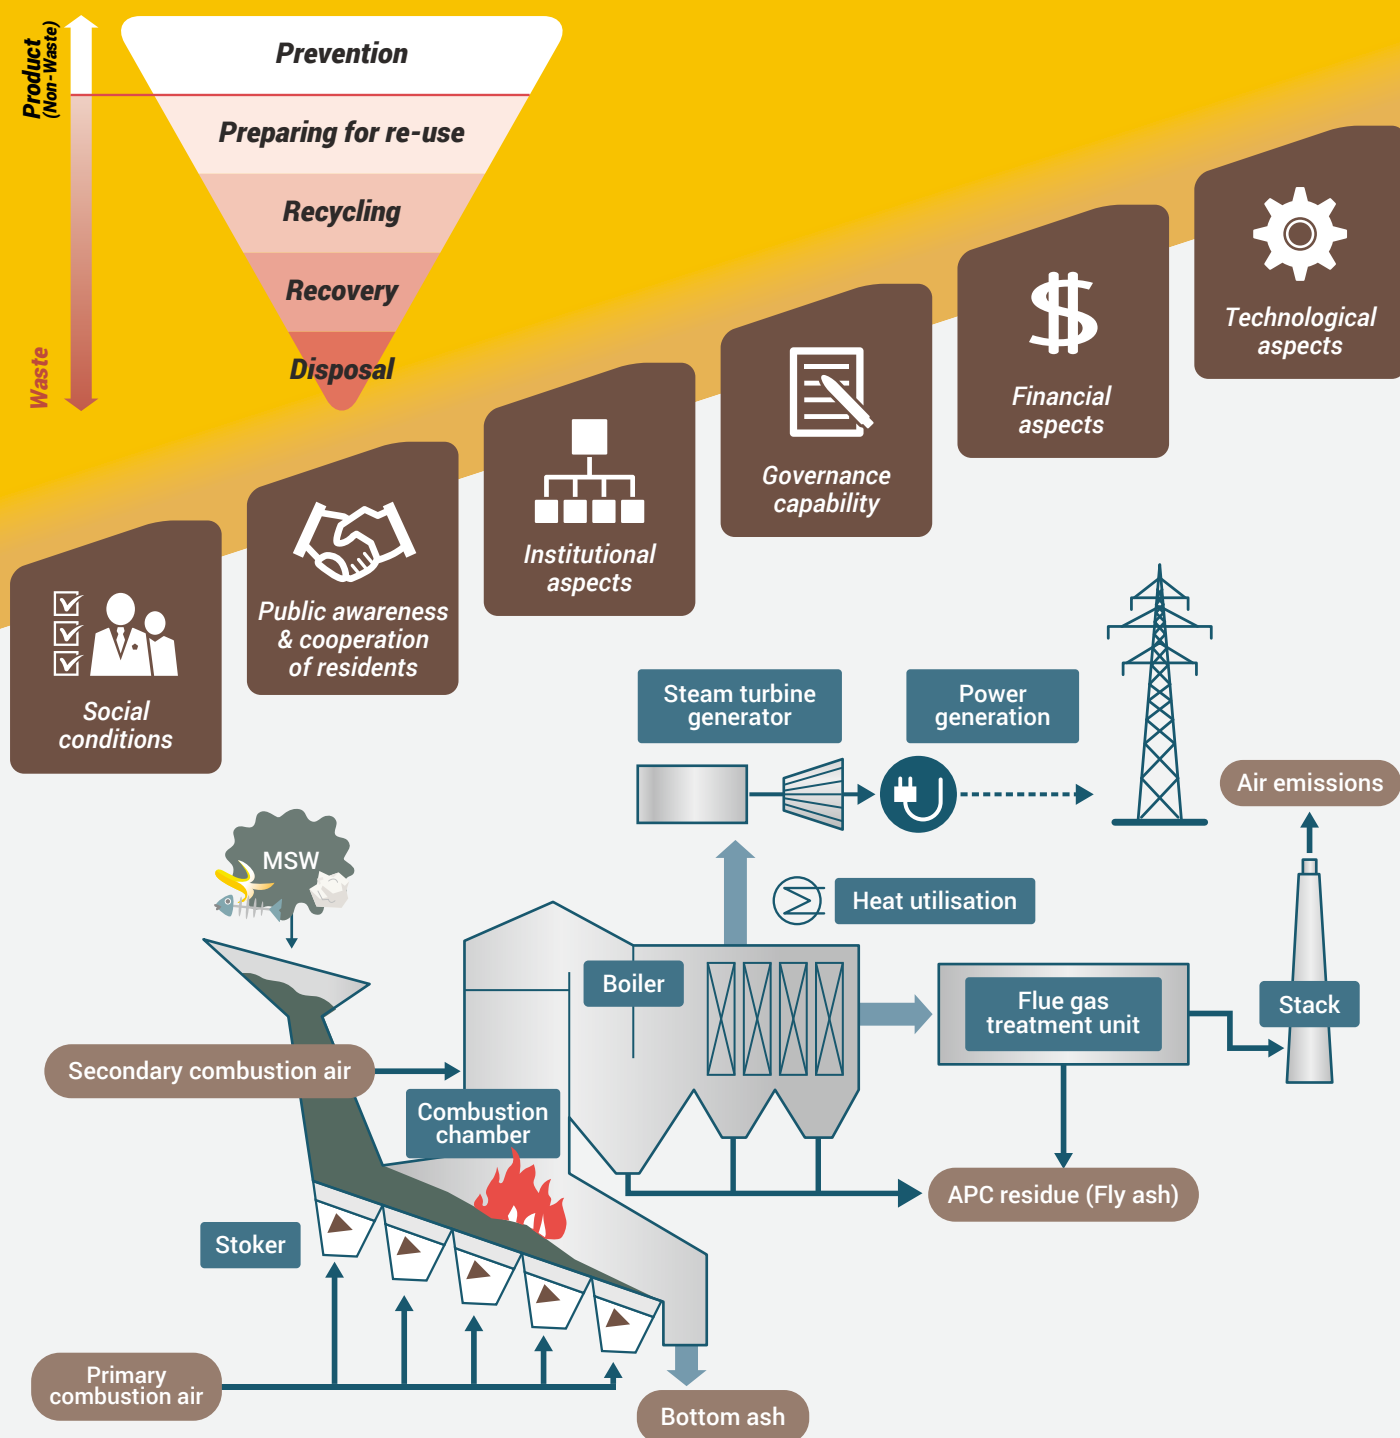 Product
(Non-Waste)
Waste
Prevention
Preparing for re-use
Recycling
Recovery
Disposal
Technological
aspects
Financial
aspects
Governance
capability
Institutional
aspects
Public awareness
& cooperation
of residents
Social
conditions
Steam turbine
generator
Power
generation
Air emissions
MSW
Heat utilisation
Boiler
Flue gas
treatment unit
Stack
Secondary combustion air
Combustion
chamber
APC residue (Fly ash)
Stoker
Primary
combustion air
Bottom ash